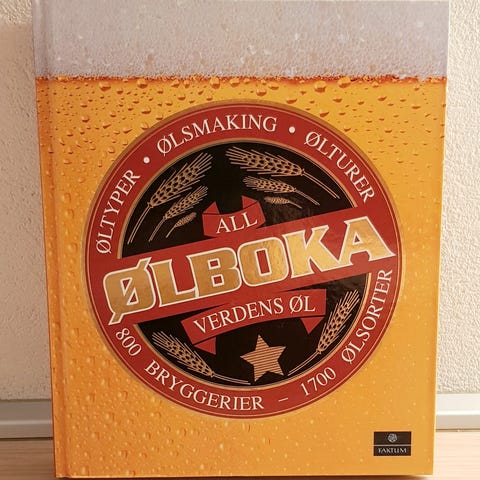 ØLTYPER • ØLSMAKING • ØLTURER
ALL
ØLBOKA
VERDENS ØL
800 BRYGGERIER – 1700 ØLSORTER
FAKTUM